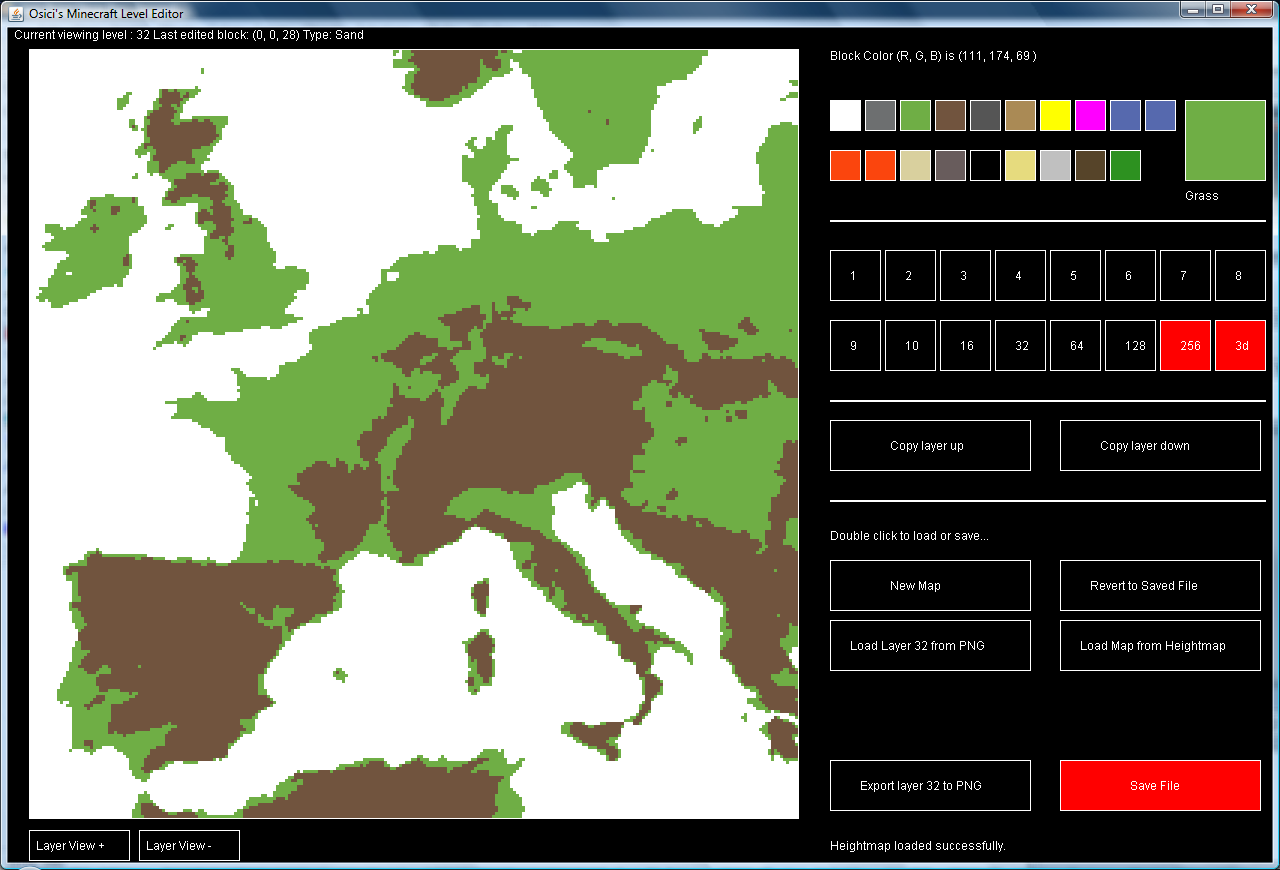 Osici's Minecraft Level Editor
Current viewing level : 32 Last edited block: (0, 0, 28) Type: Sand
Block Color (R, G, B) is (111, 174, 69 )
Grass
1 2 3 4 5 6 7 8
9 10 16 32 64 128 256 3d
Copy layer up Copy layer down
Double click to load or save...
New Map Revert to Saved File
Load Layer 32 from PNG Load Map from Heightmap
Export layer 32 to PNG Save File
Layer View + Layer View - Heightmap loaded successfully.